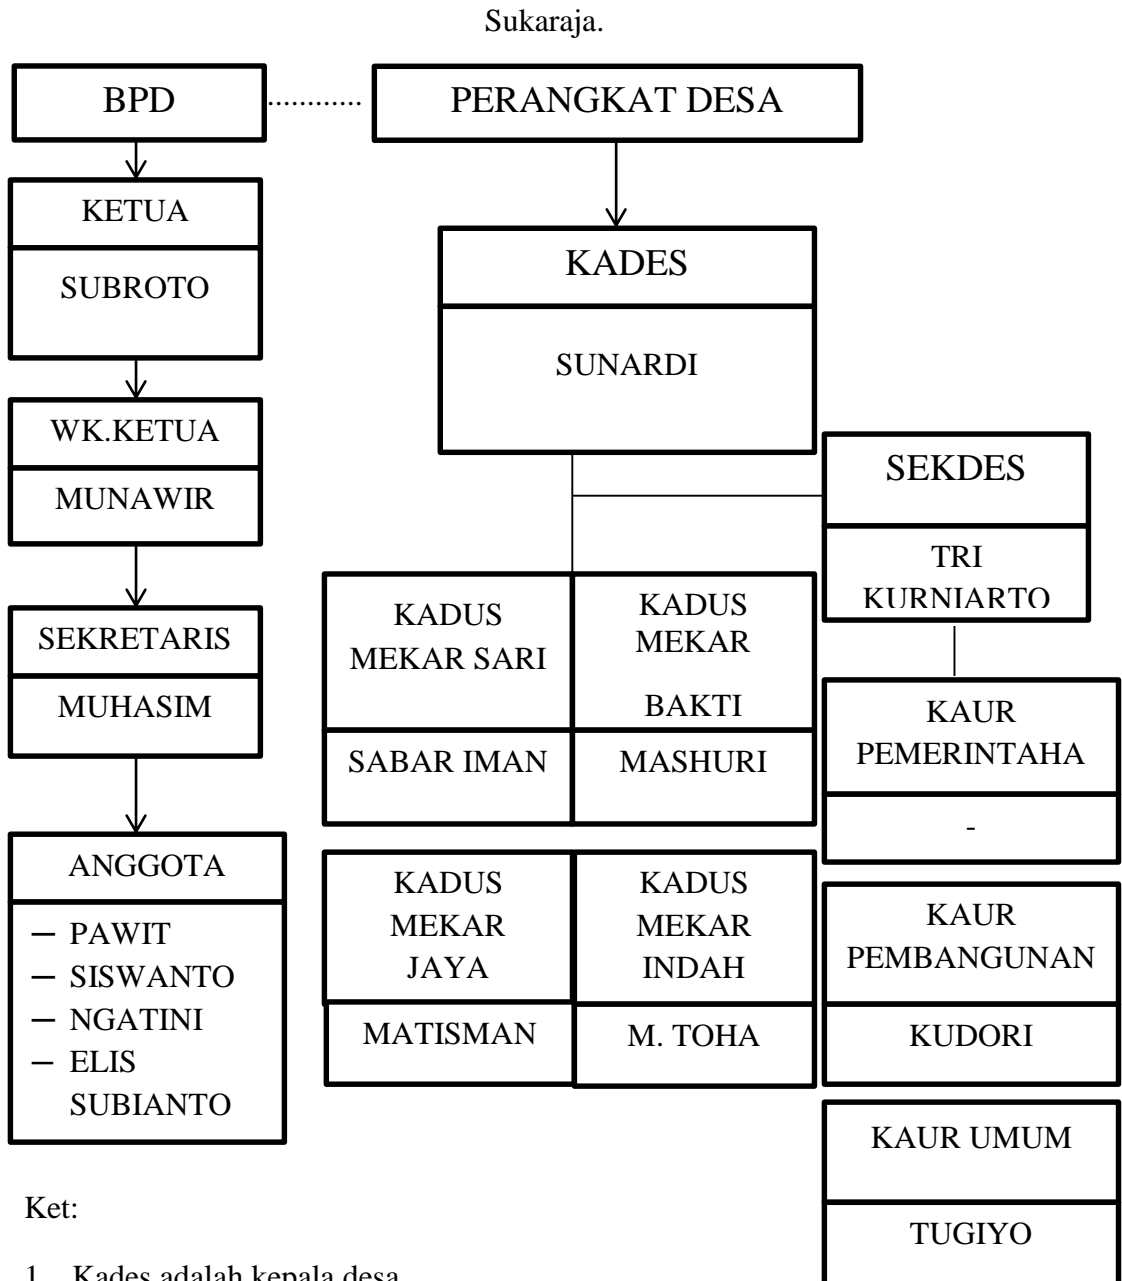 Sukaraja.
BPD
............
PERANGKAT DESA
KETUA
SUBROTO
WK.KETUA
MUNAWIR
SEKRETARIS
MUHASIM
ANGGOTA
─ PAWIT
─ SISWANTO
─ NGATINI
─ ELIS
SUBIANTO
KADES
SUNARDI
SEKDES
TRI
KURNIARTO
KADUS
MEKAR SARI
SABAR IMAN
KADUS
MEKAR
BAKTI
MASHURI
KADUS
MEKAR
JAYA
MATISMAN
KADUS
MEKAR
INDAH
M. TOHA
KAUR
PEMERINTAHA
-
KAUR
PEMBANGUNAN
KUDORI
KAUR UMUM
TUGIYO
Ket:
1. Kades adalah kepala desa